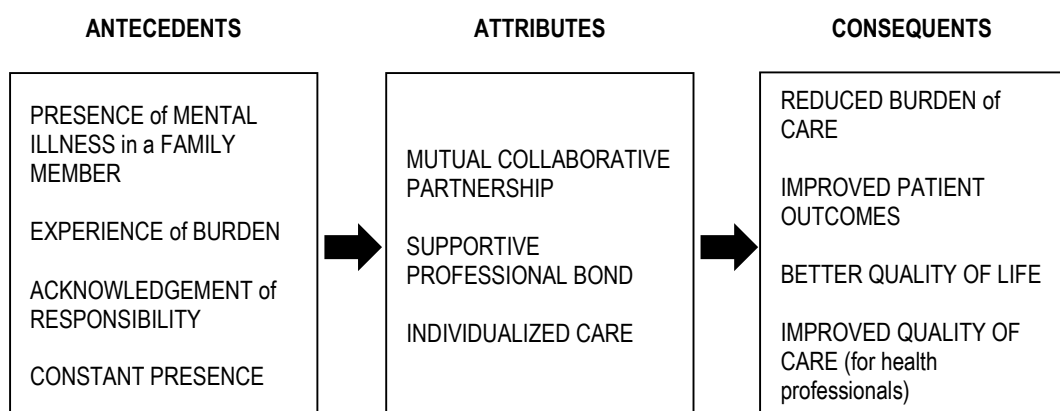 ANTECEDENTS
PRESENCE of MENTAL
ILLNESS in a FAMILY
MEMBER
EXPERIENCE of BURDEN
ACKNOWLEDGEMENT of
RESPONSIBILITY
CONSTANT PRESENCE
ATTRIBUTES
MUTUAL COLLABORATIVE
PARTNERSHIP
SUPPORTIVE
PROFESSIONAL BOND
INDIVIDUALIZED CARE
CONSEQUENTS
REDUCED BURDEN of
CARE
IMPROVED PATIENT
OUTCOMES
BETTER QUALITY OF LIFE
IMPROVED QUALITY OF
CARE (for health
professionals)